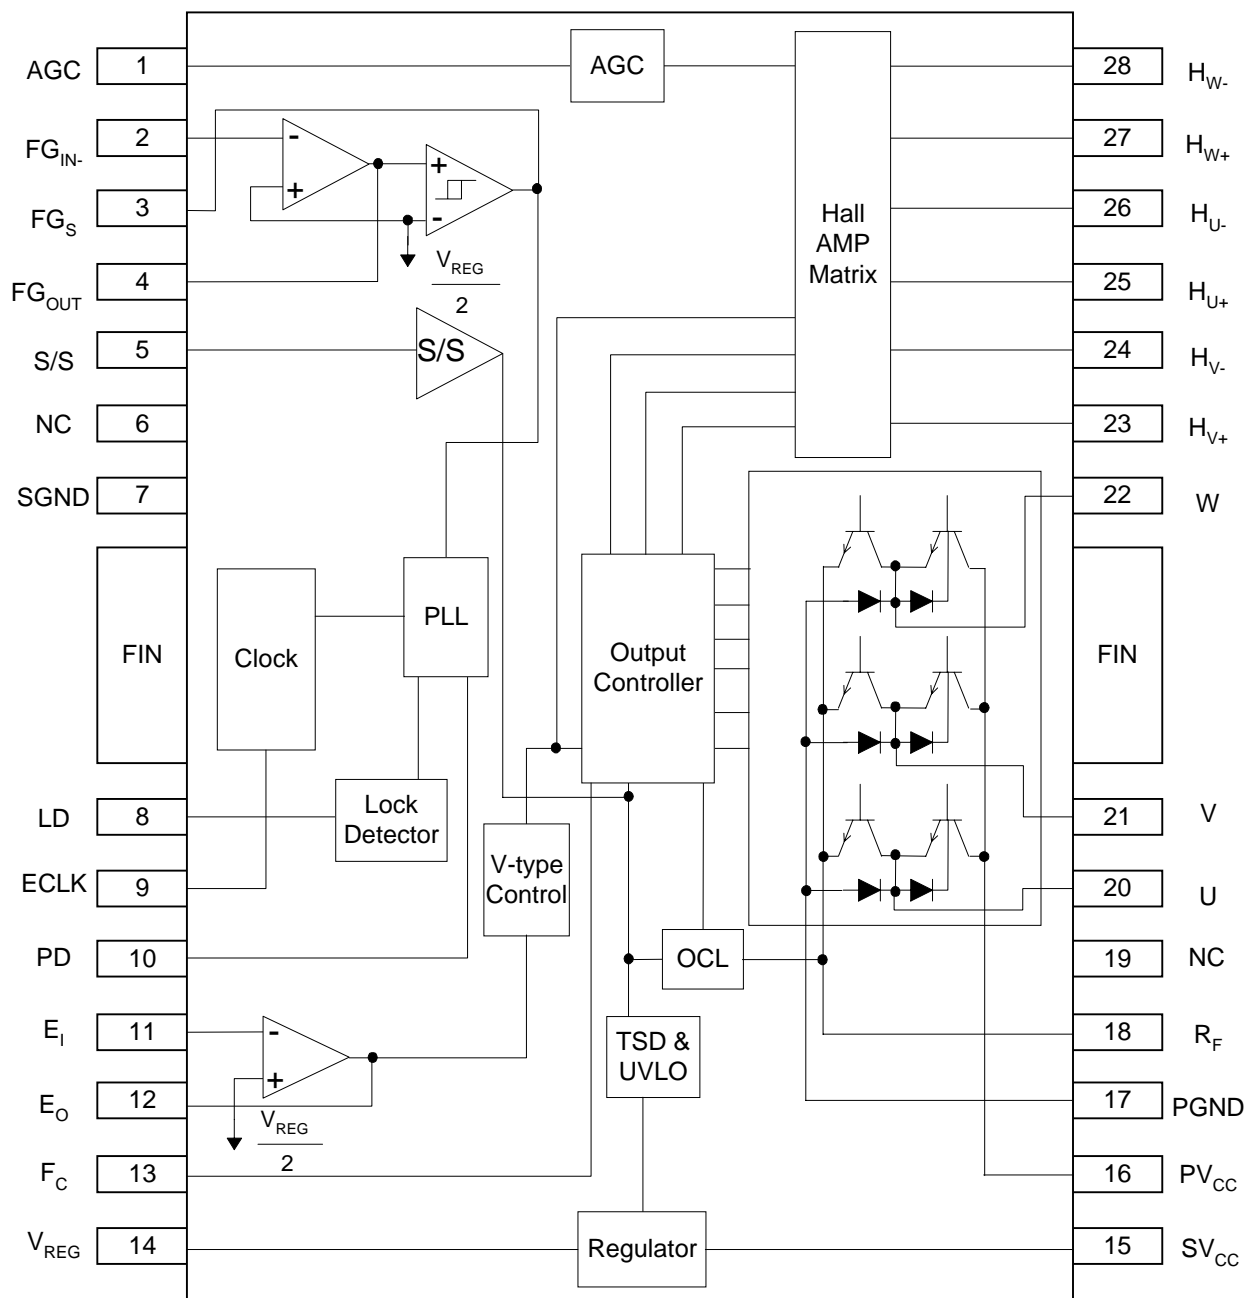 AGC 1 AGC 28 HW-
FGIN- 2 - + 27 HW+
FGS 3 + - Hall AMP Matrix 26 HU-
FGOUT 4 VREG 2 25 HU+
S/S 5 S/S 24 HV-
NC 6 23 HV+
SGND 7 22 W
FIN Clock PLL Output Controller FIN
LD 8 Lock Detector 21 V
ECLK 9 V-type Control 20 U
PD 10 OCL 19 NC
EI 11 - + TSD & UVLO 18 RF
EO 12 VREG 2 17 PGND
FC 13 16 PVCC
VREG 14 Regulator 15 SVCC